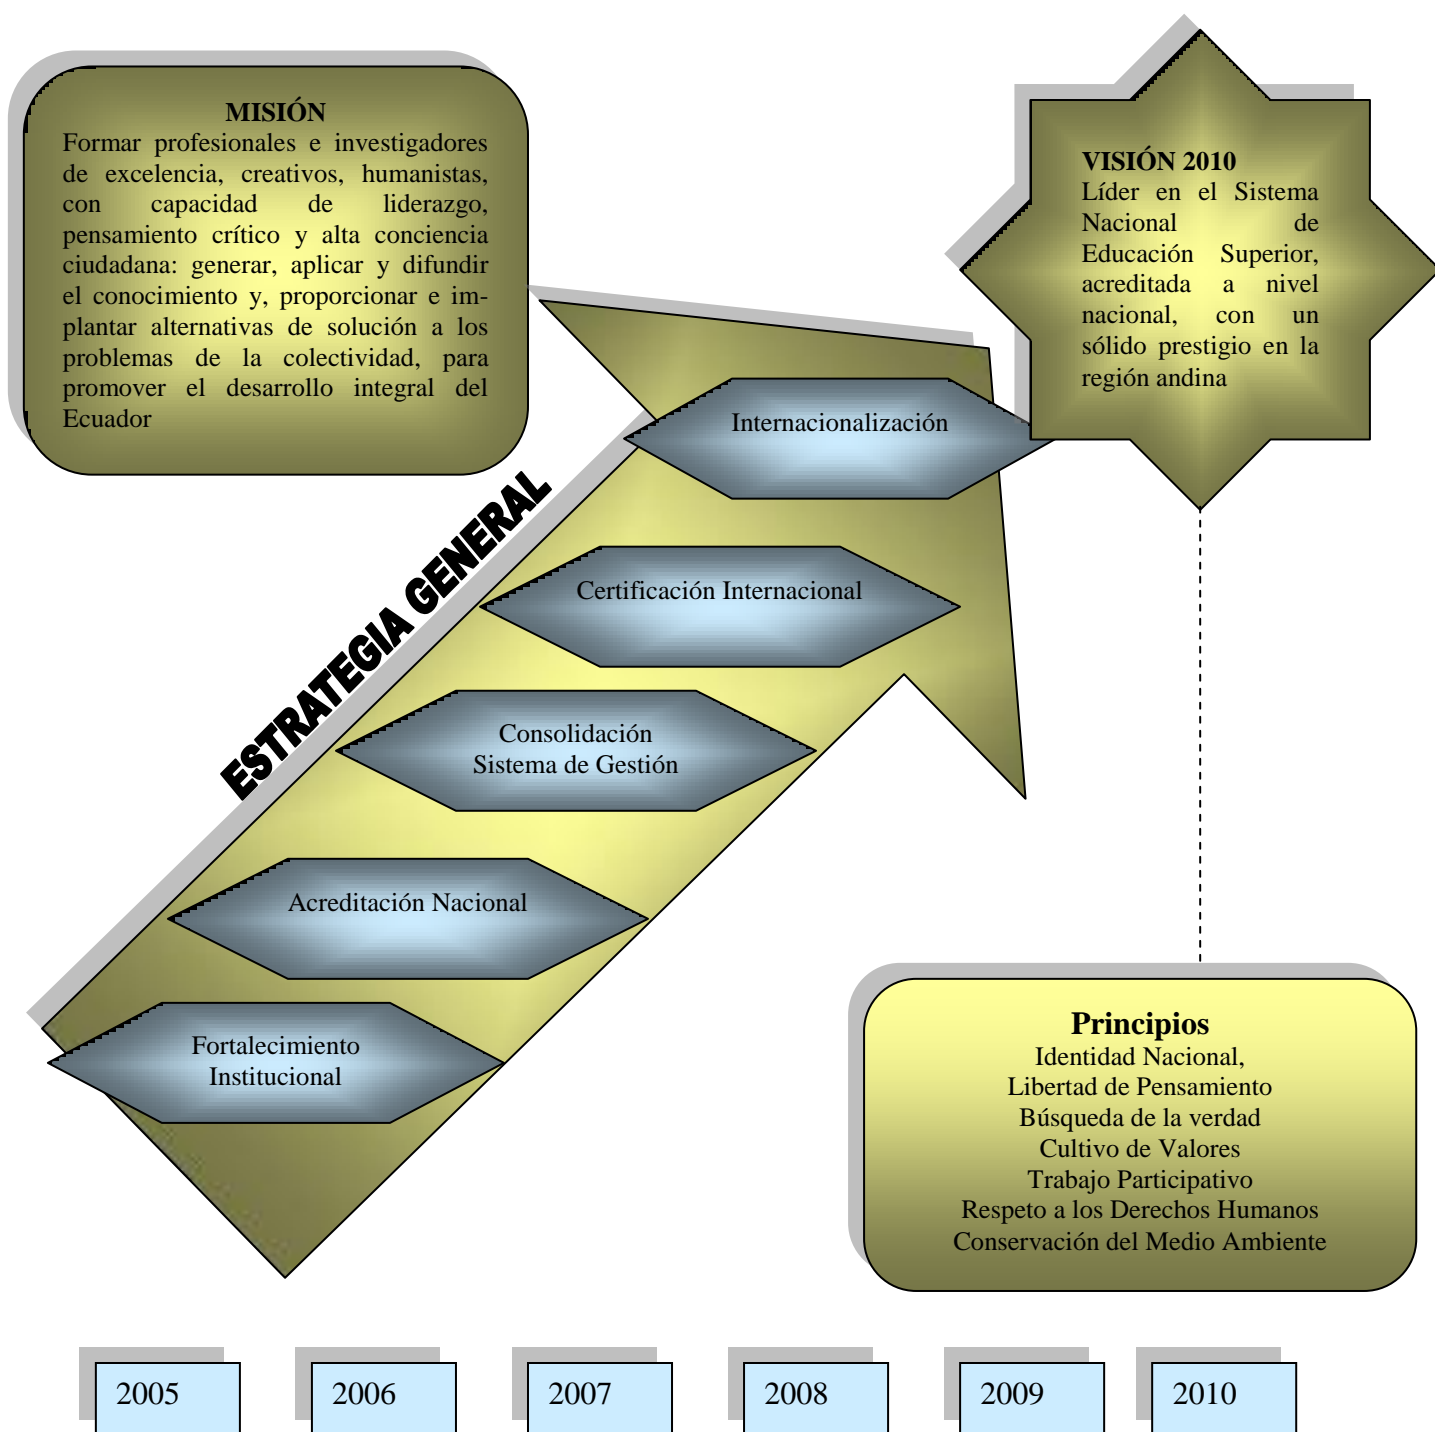 MISIÓN
Formar profesionales e investigadores
de excelencia, creativos, humanistas,
con capacidad de liderazgo,
pensamiento crítico y alta conciencia
ciudadana: generar, aplicar y difundir
el conocimiento y, proporcionar e im-
plantar alternativas de solución a los
problemas de la colectividad, para
promover el desarrollo integral del
Ecuador
VISIÓN 2010
Líder en el Sistema
Nacional de
Educación Superior,
acreditada a nivel
nacional, con un
sólido prestigio en la
región andina
ESTRATEGIA GENERAL
Internacionalización
Certificación Internacional
Consolidación
Sistema de Gestión
Acreditación Nacional
Fortalecimiento
Institucional
Principios
Identidad Nacional,
Libertad de Pensamiento
Búsqueda de la verdad
Cultivo de Valores
Trabajo Participativo
Respeto a los Derechos Humanos
Conservación del Medio Ambiente
2005
2006
2007
2008
2009
2010